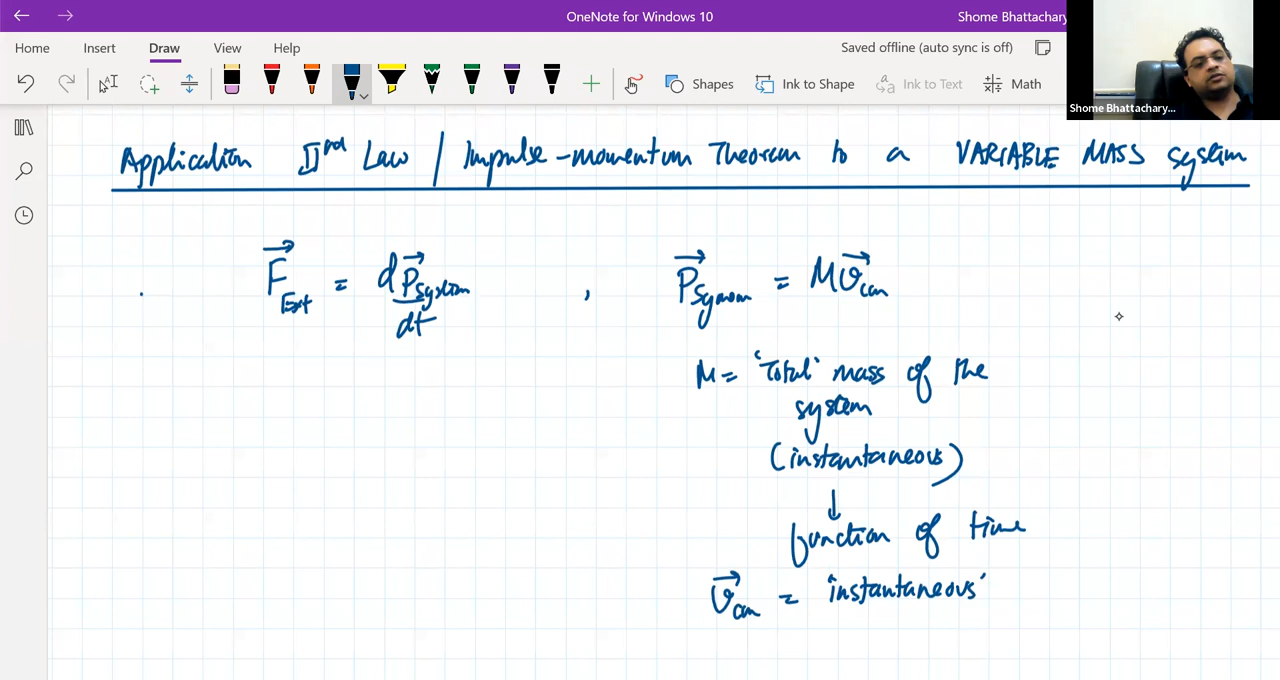 OneNote for Windows 10
Shome Bhattachary
Home Insert Draw View Help
Saved offline (auto sync is off)
Shapes Ink to Shape Ink to Text Math
Shome Bhattachary...
Application IInd Law / Impulse-momentum Theorem to a VARIABLE MASS system
F⃗Ext = dP⃗system/dt , P⃗system = Mv⃗cm
M = 'Total' mass of the
system
(instantaneous)
↓
function of time
v⃗cm = 'instantaneous'